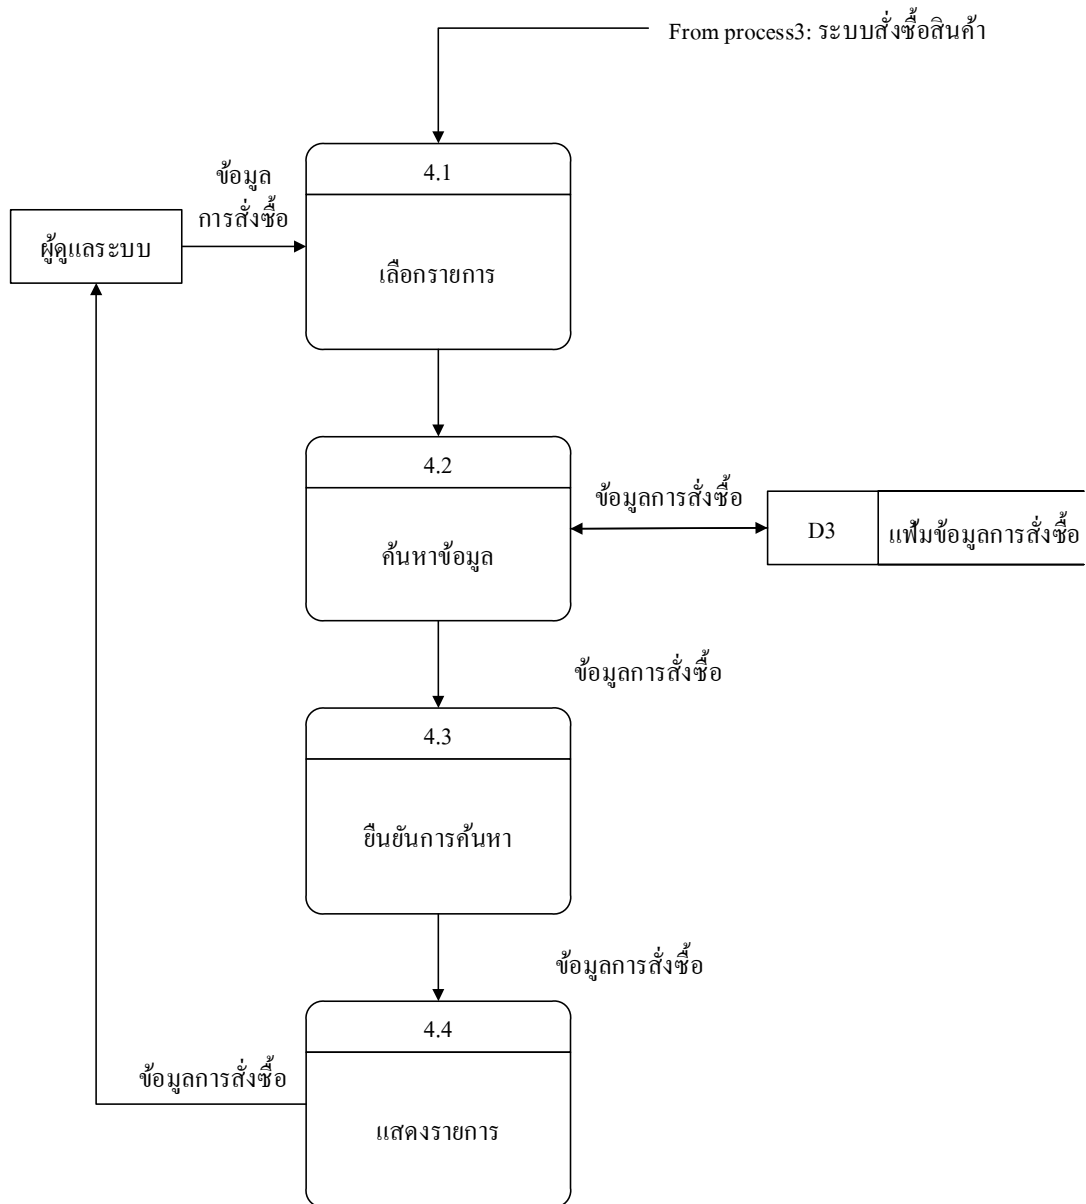 From process3: ระบบสั่งซื้อสินค้า
4.1
ข้อมูล
การสั่งซื้อ
ผู้ดูแลระบบ
เลือกรายการ
4.2
ข้อมูลการสั่งซื้อ
D3
แฟ้มข้อมูลการสั่งซื้อ
ค้นหาข้อมูล
ข้อมูลการสั่งซื้อ
4.3
ยืนยันการค้นหา
ข้อมูลการสั่งซื้อ
4.4
ข้อมูลการสั่งซื้อ
แสดงรายการ